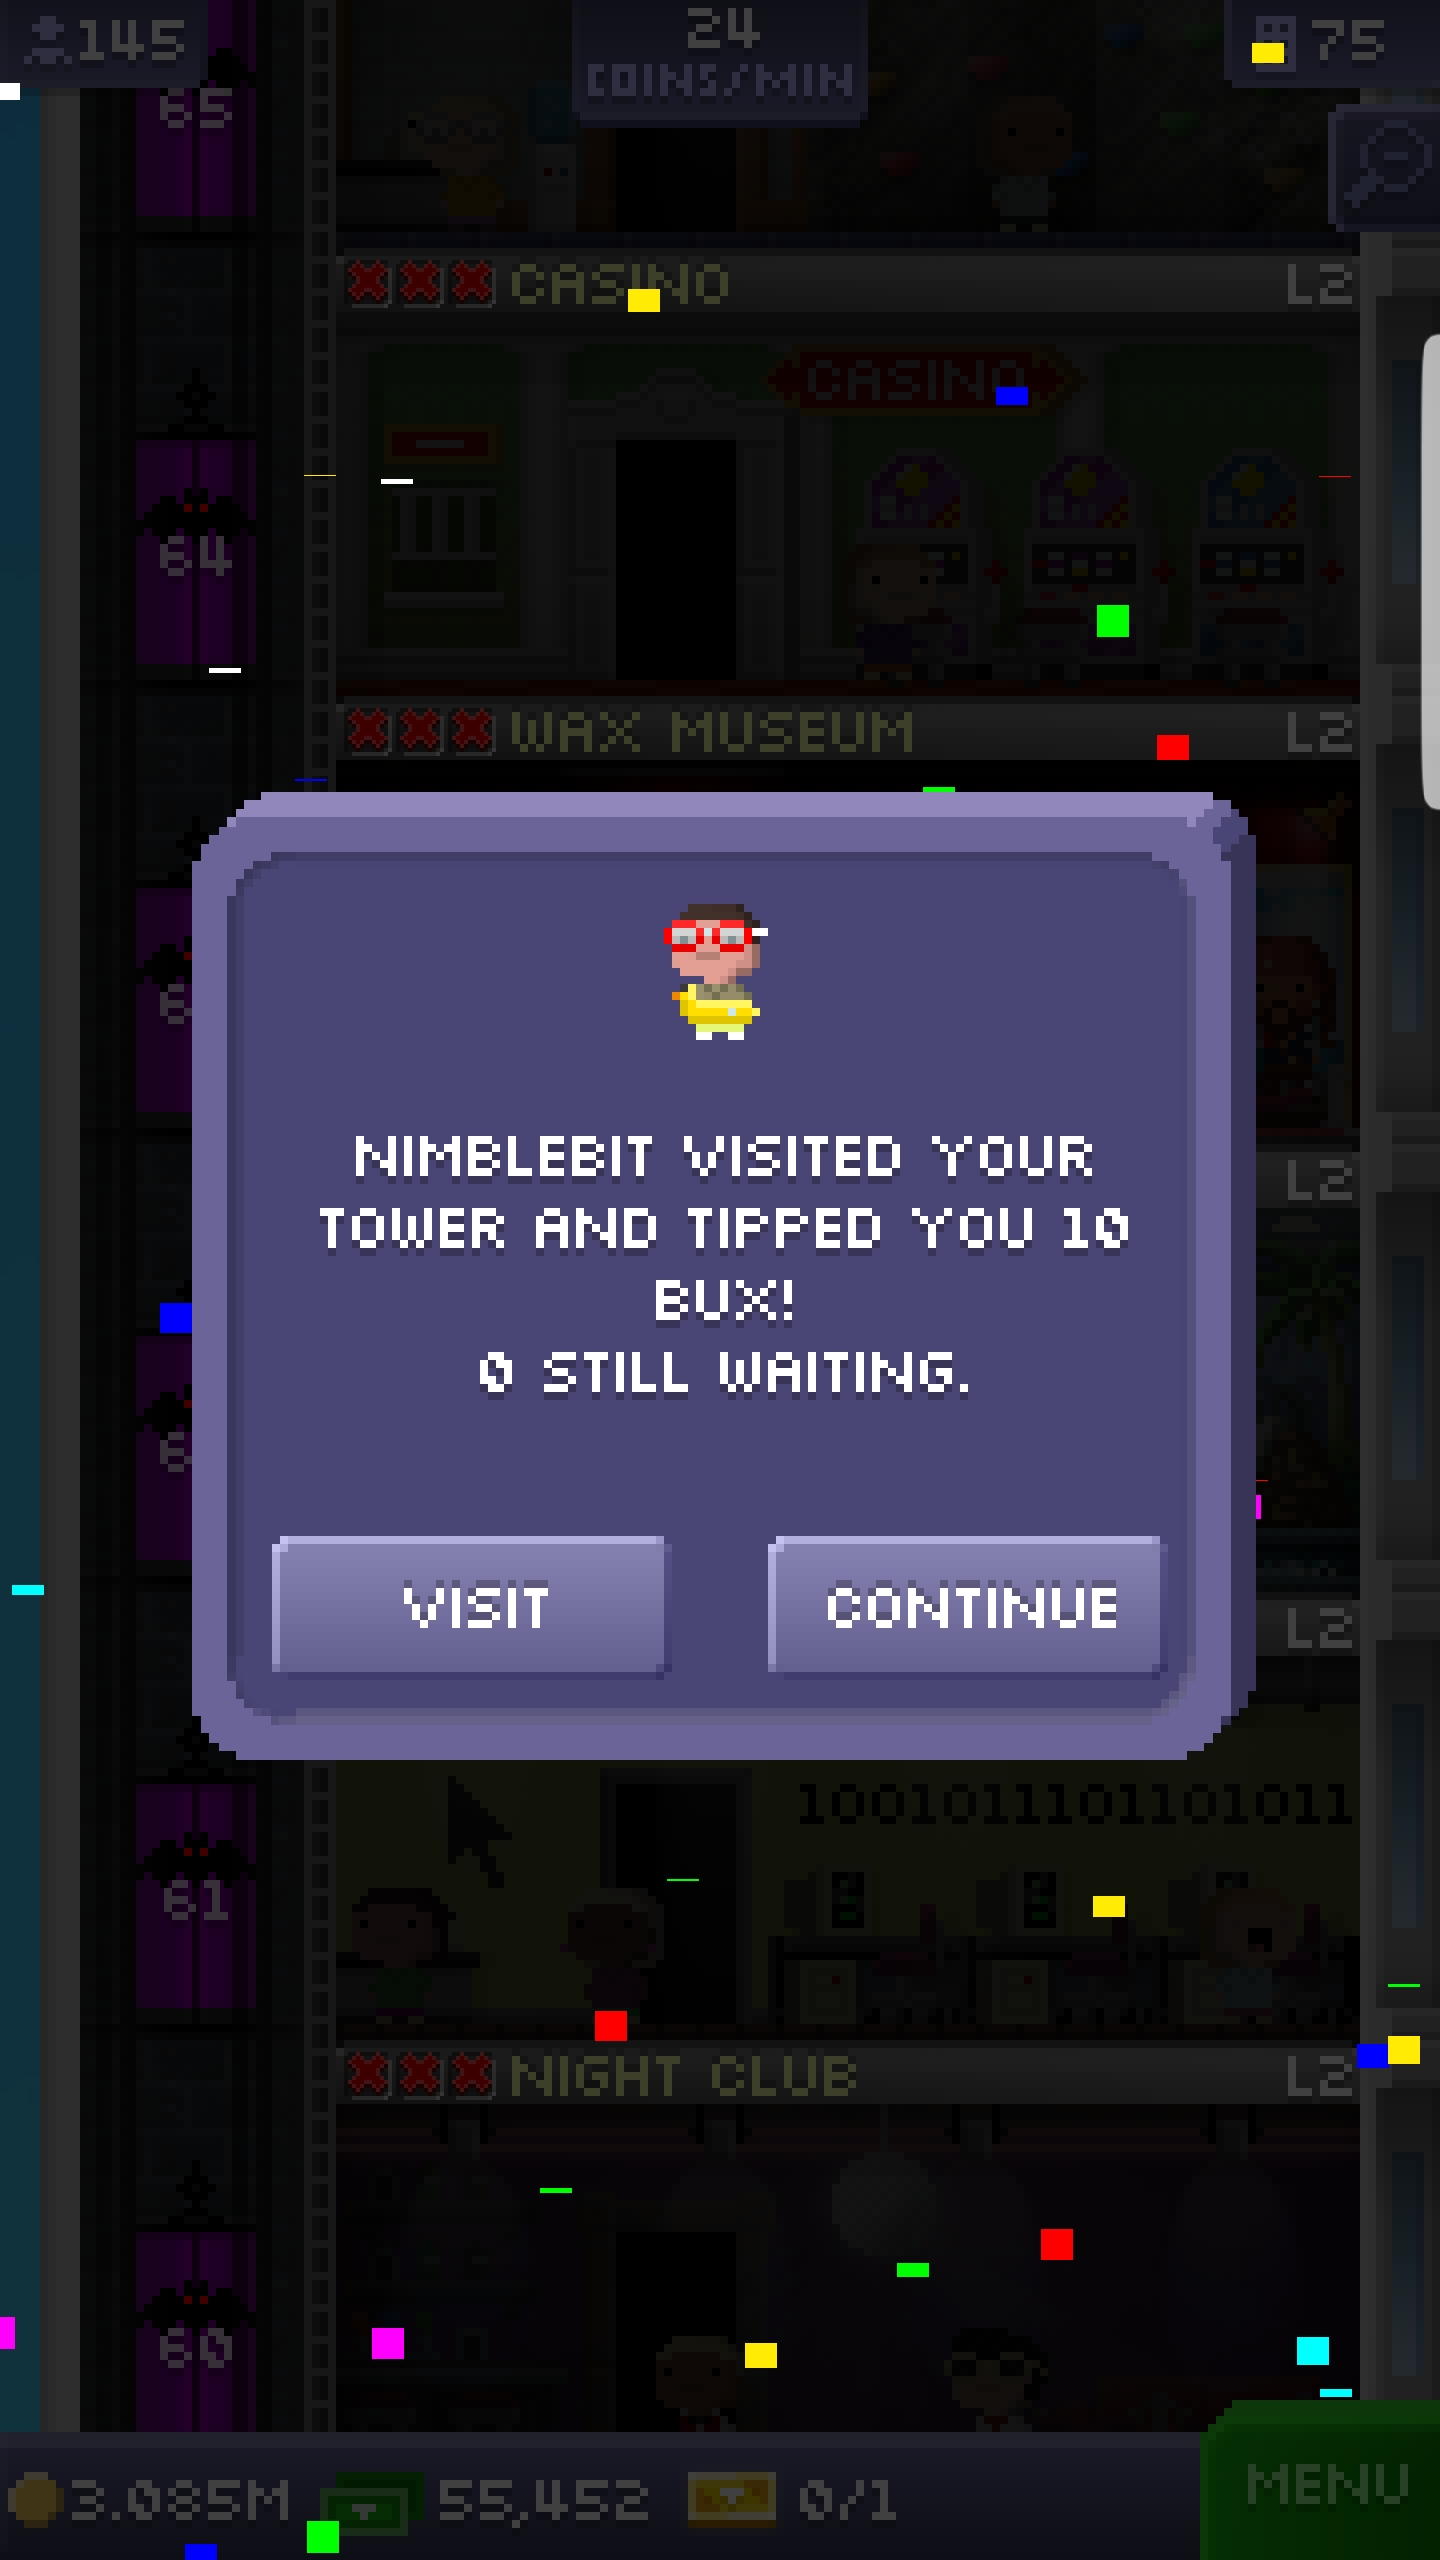 145
24
COINS/MIN
75
65
CASINO
L2
CASINO
64
WAX MUSEUM
L2
NIMBLEBIT VISITED YOUR
TOWER AND TIPPED YOU 10
BUX!
0 STILL WAITING.
L2
VISIT
CONTINUE
L2
1001011101101011
61
NIGHT CLUB
L2
60
3.085M
55,452
0/1
MENU